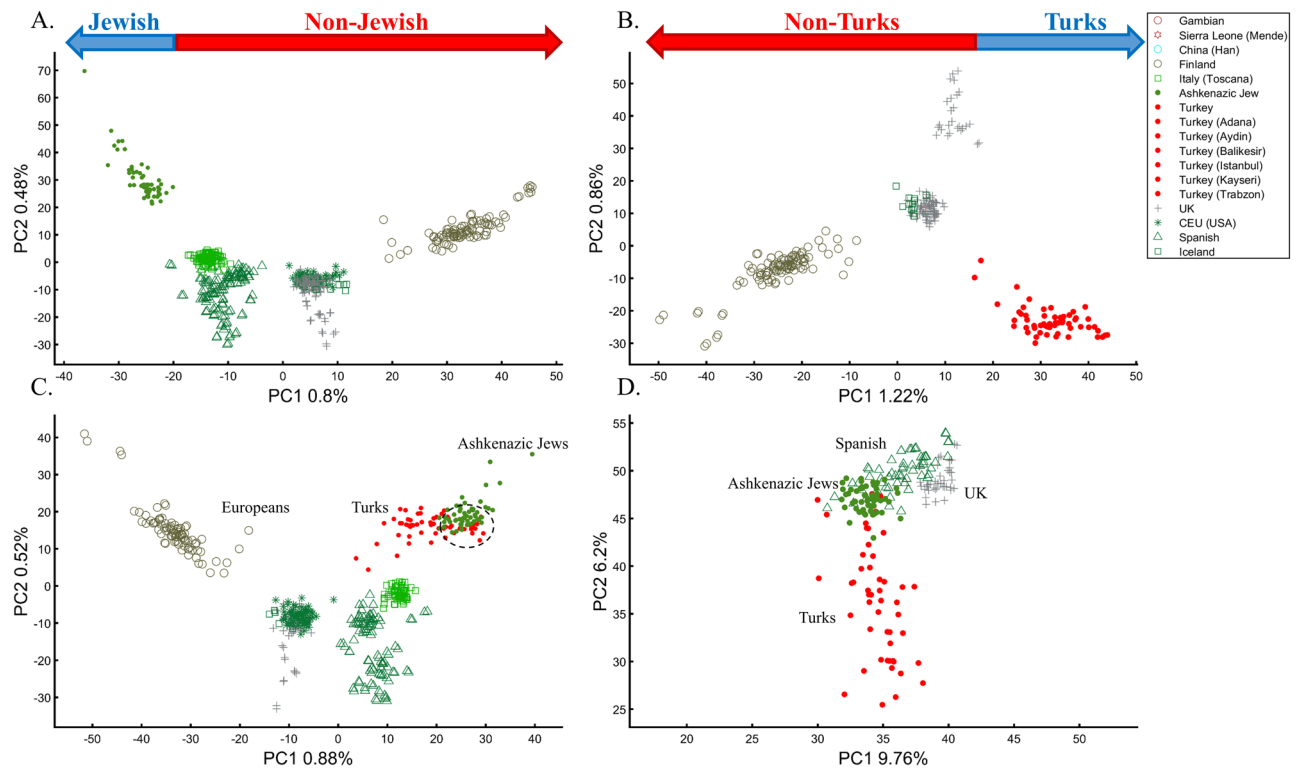 A.
Jewish
Non-Jewish
70
60
50
40
30
20
10
0
-10
-20
-30
PC2 0.48%
-40
-30
-20
-10
0
10
20
30
40
50
60
PC1 0.8%
B.
Non-Turks
Turks
50
40
30
20
10
0
-10
-20
-30
PC2 0.86%
-50
-40
-30
-20
-10
0
10
20
30
40
50
PC1 1.22%
Gambian
Sierra Leone (Mende)
China (Han)
Finland
Italy (Toscana)
Ashkenazic Jew
Turkey
Turkey (Adana)
Turkey (Aydin)
Turkey (Balikesir)
Turkey (Istanbul)
Turkey (Kayseri)
Turkey (Trabzon)
UK
CEU (USA)
Spanish
Iceland
C.
Ashkenazic Jews
Europeans
Turks
40
30
20
10
0
-10
-20
-30
PC2 0.52%
-50
-40
-30
-20
-10
0
10
20
30
40
50
PC1 0.88%
D.
Spanish
Ashkenazic Jews
UK
Turks
55
50
45
40
35
30
25
PC2 6.2%
20
25
30
35
40
45
50
PC1 9.76%